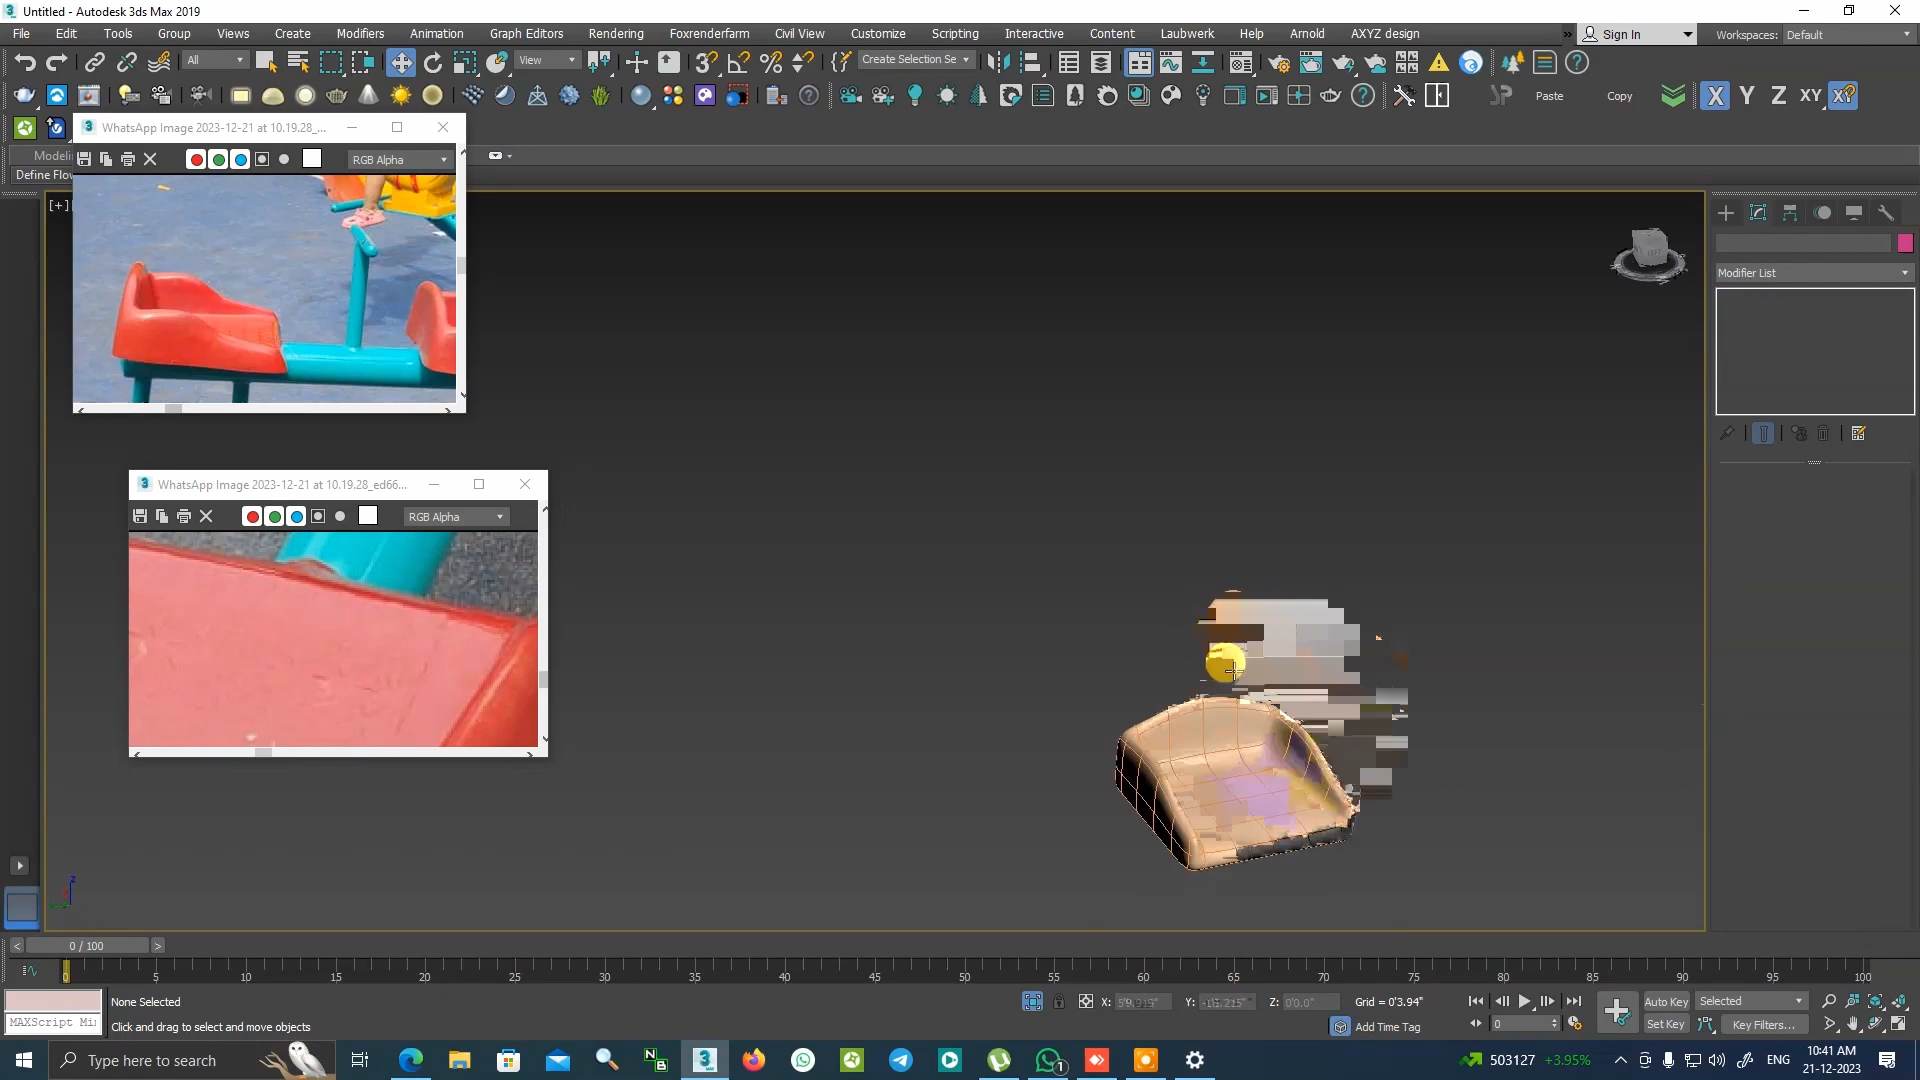 Untitled - Autodesk 3ds Max 2019
File Edit Tools Group Views Create Modifiers Animation Graph Editors Rendering Foxrenderfarm Civil View Customize Scripting Interactive Content Laubwerk Help Arnold AXYZ design » Sign In Workspaces: Default
All View Create Selection Se
Paste Copy X Y Z XY
WhatsApp Image 2023-12-21 at 10.19.28_...
Modeli
RGB Alpha
Define Flo
[+]
Modifier List
WhatsApp Image 2023-12-21 at 10.19.28_ed66...
RGB Alpha
0 / 100
0 5 10 15 20 25 30 35 40 45 50 55 60 65 70 75 80 85 90 95 100
None Selected X: Y: Z: 0'0.0" Grid = 0'3.94" Auto Key Selected
MAXScript Mi Click and drag to select and move objects Add Time Tag 0 Set Key Key Filters...
Type here to search 503127 +3.95% ENG 10:41 AM
21-12-2023